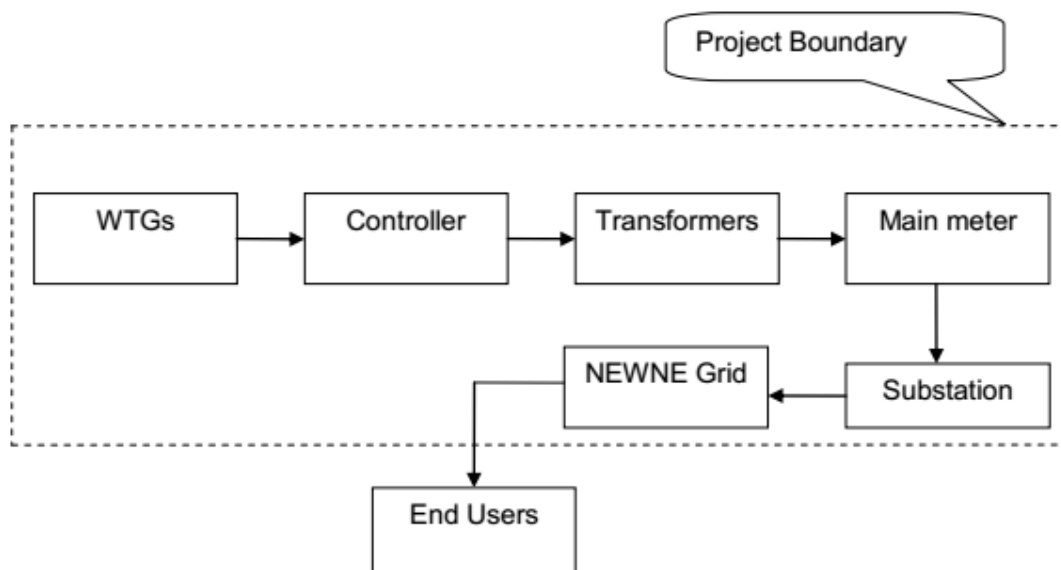 Project Boundary
WTGs
Controller
Transformers
Main meter
NEWNE Grid
Substation
End Users